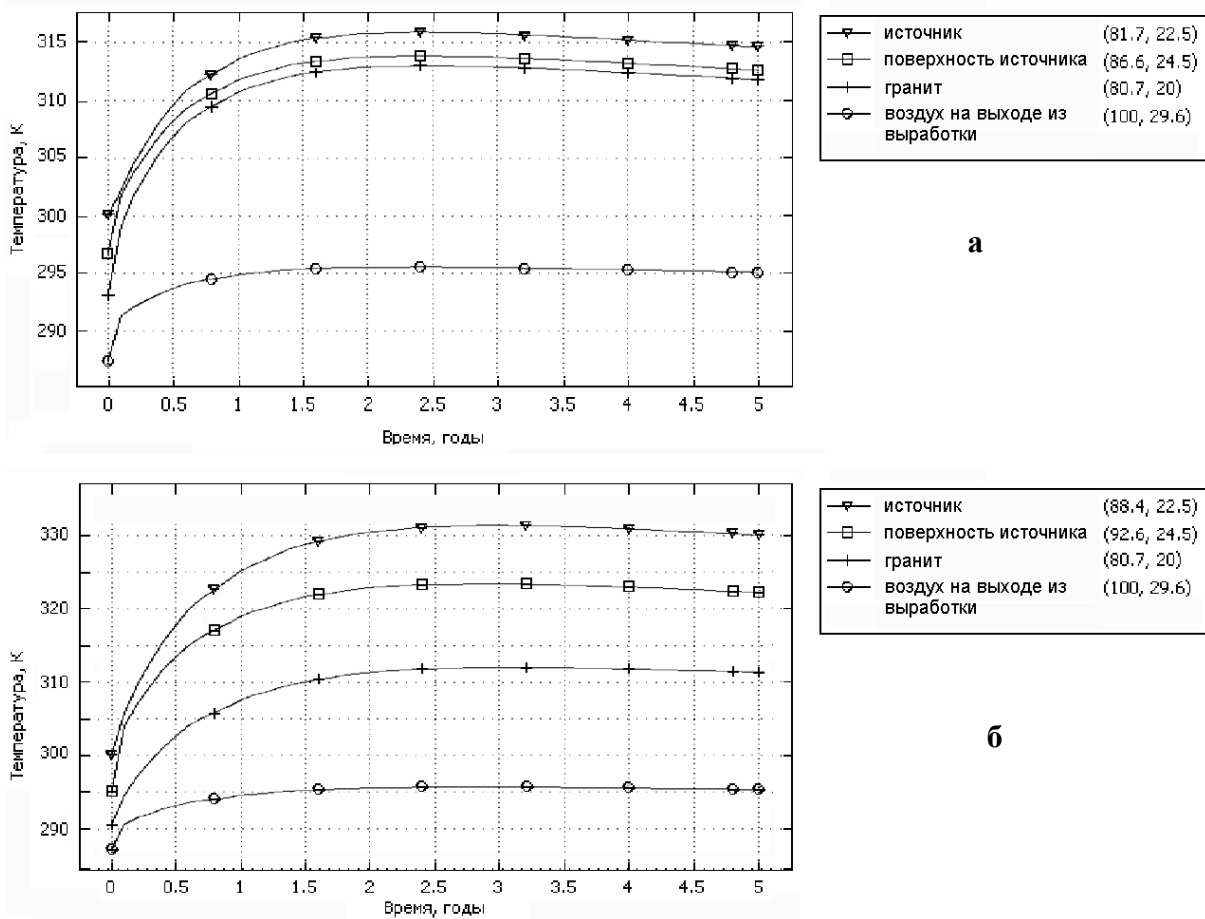 315
310
305
300
295
290
Температура, К
0 0.5 1 1.5 2 2.5 3 3.5 4 4.5 5
Время, годы
источник (81.7, 22.5)
поверхность источника (86.6, 24.5)
гранит (80.7, 20)
воздух на выходе из (100, 29.6)
выработки
а
330
320
310
300
290
Температура, К
0 0.5 1 1.5 2 2.5 3 3.5 4 4.5 5
Время, годы
источник (88.4, 22.5)
поверхность источника (92.6, 24.5)
гранит (80.7, 20)
воздух на выходе из (100, 29.6)
выработки
б